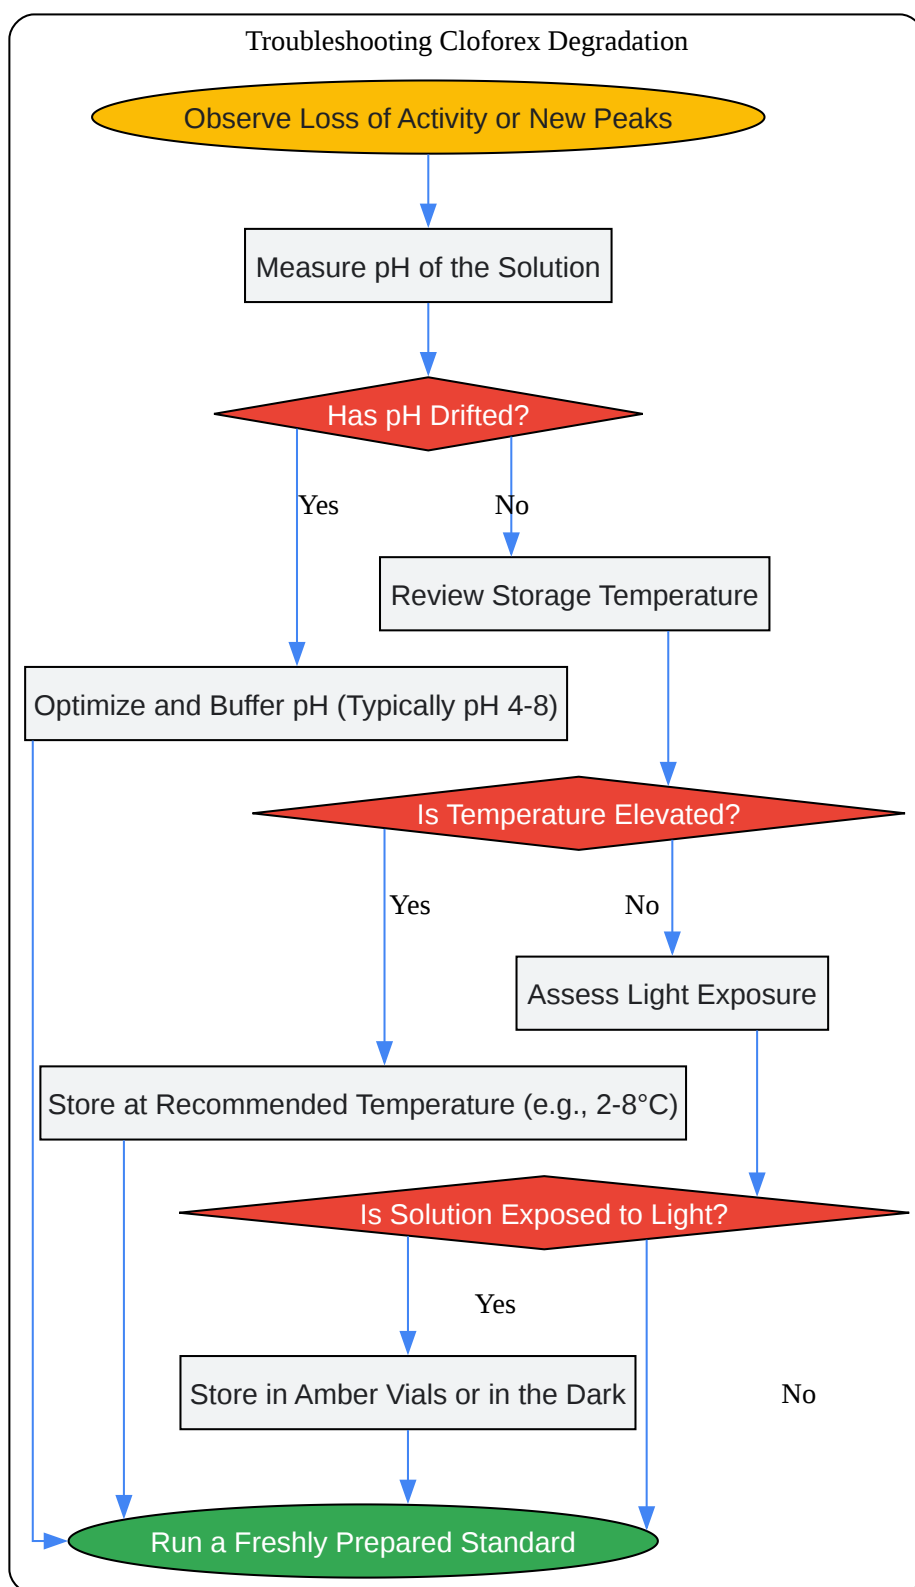 Troubleshooting Cloforex Degradation
Observe Loss of Activity or New Peaks
Measure pH of the Solution
Has pH Drifted?
Yes
No
Review Storage Temperature
Optimize and Buffer pH (Typically pH 4-8)
Is Temperature Elevated?
Yes
No
Assess Light Exposure
Store at Recommended Temperature (e.g., 2-8°C)
Is Solution Exposed to Light?
Yes
Store in Amber Vials or in the Dark
No
Run a Freshly Prepared Standard